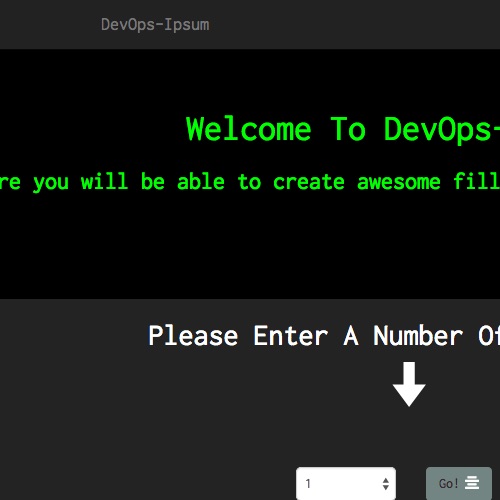 DevOps-Ipsum
Welcome To DevOps-
re you will be able to create awesome fill
Please Enter A Number Of
1
Go!